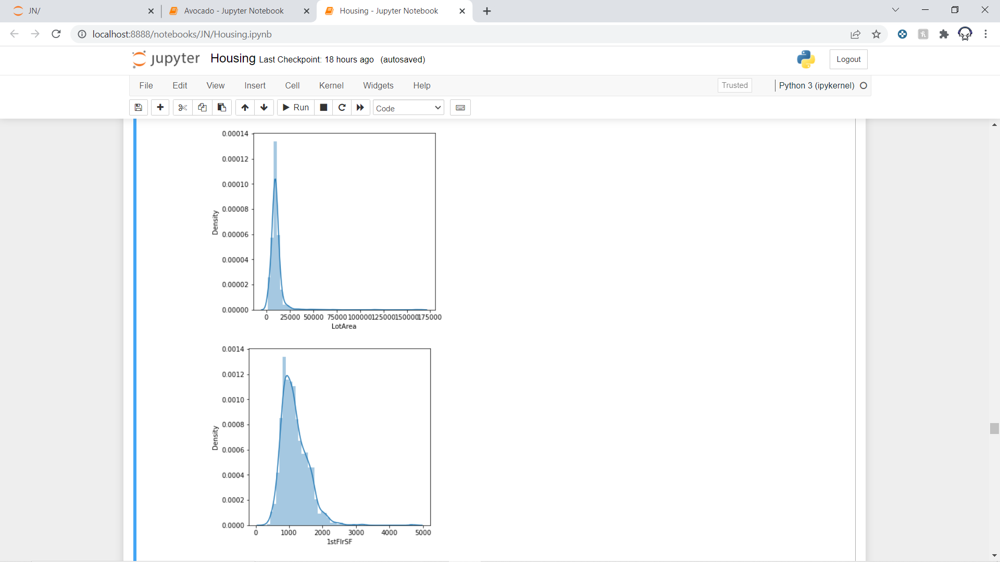 JN/
Avocado - Jupyter Notebook
Housing - Jupyter Notebook
localhost:8888/notebooks/JN/Housing.ipynb
h
jupyter Housing Last Checkpoint: 18 hours ago (autosaved)
Logout
File Edit View Insert Cell Kernel Widgets Help
Trusted
Python 3 (ipykernel)
Run
Code
0.00014
0.00012
0.00010
0.00008
0.00006
0.00004
0.00002
0.00000
Density
0 25000 50000 75000 100000 125000 150000 175000
LotArea
0.0014
0.0012
0.0010
0.0008
0.0006
0.0004
0.0002
0.0000
Density
0 1000 2000 3000 4000 5000
1stFlrSF